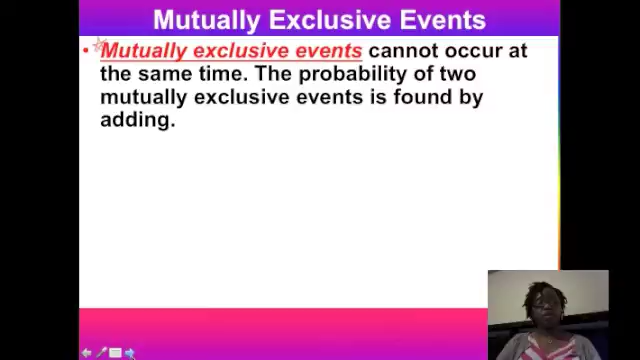 Mutually Exclusive Events
• Mutually exclusive events cannot occur at
the same time. The probability of two
mutually exclusive events is found by
adding.